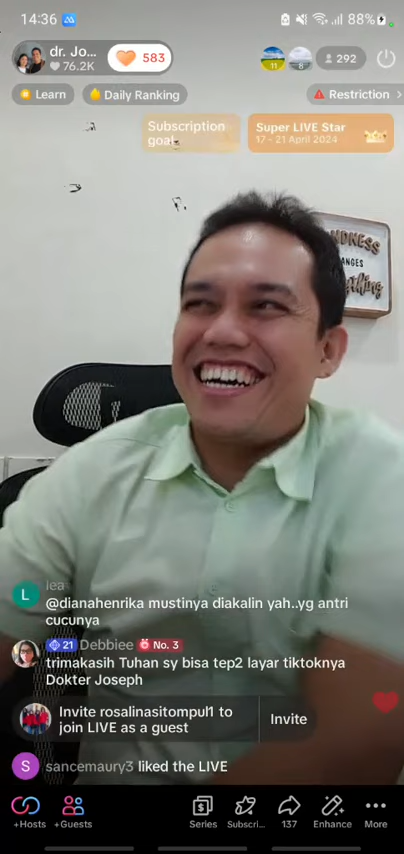 14:36
88%
dr. Jo...
76.2K
583
11
8
292
Learn
Daily Ranking
Restriction
Subscription
goal
Super LIVE Star
17 - 21 April 2024
NDNESS
ANGES
thing
lea
@dianahenrika mustinya diakalin yah..yg antri
cucunya
21 Debbiee No. 3
trimakasih Tuhan sy bisa tep2 layar tiktoknya
Dokter Joseph
Invite rosalinasitompul1 to
join LIVE as a guest
Invite
sancemaury3 liked the LIVE
L
S
+Hosts
+Guests
Series
Subscri...
137
Enhance
More